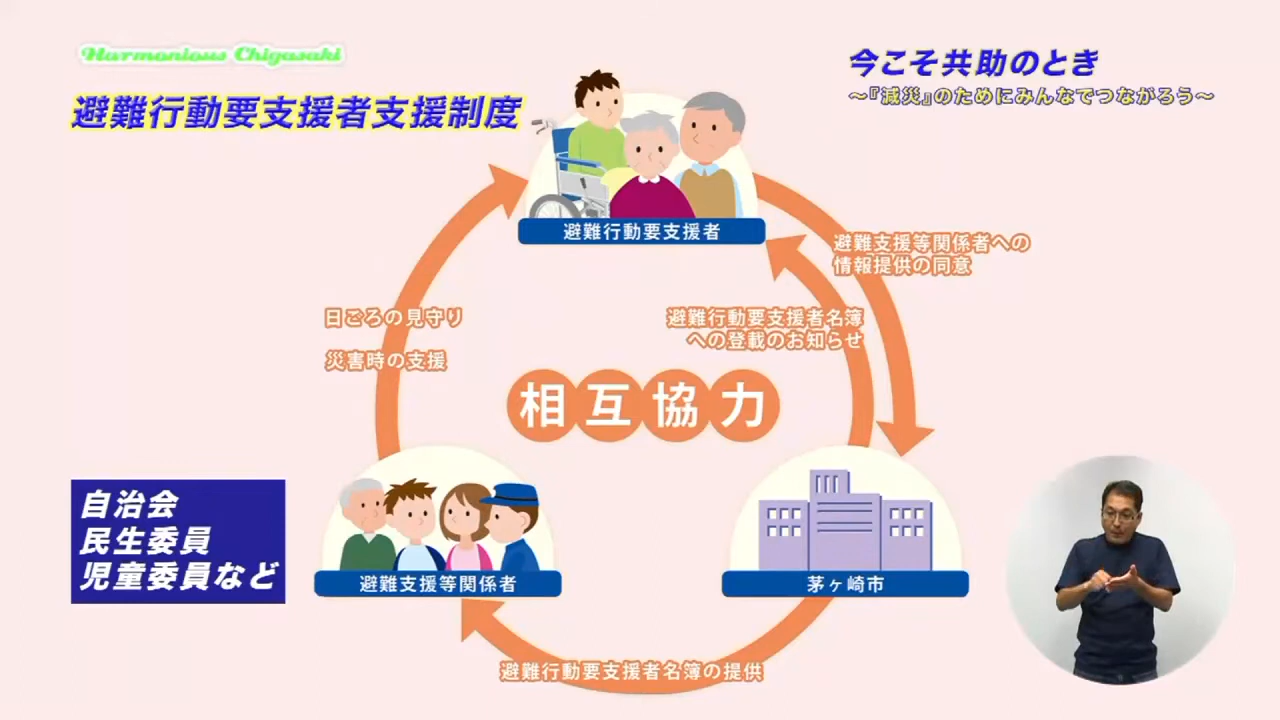 Harmonious Chigasaki
避難行動要支援者支援制度
今こそ共助のとき
～『減災』のためにみんなでつながろう～
避難行動要支援者
避難支援等関係者への
情報提供の同意
日ごろの見守り
災害時の支援
避難行動要支援者名簿
への登載のお知らせ
相互協力
自治会
民生委員
児童委員など
避難支援等関係者
茅ヶ崎市
避難行動要支援者名簿の提供